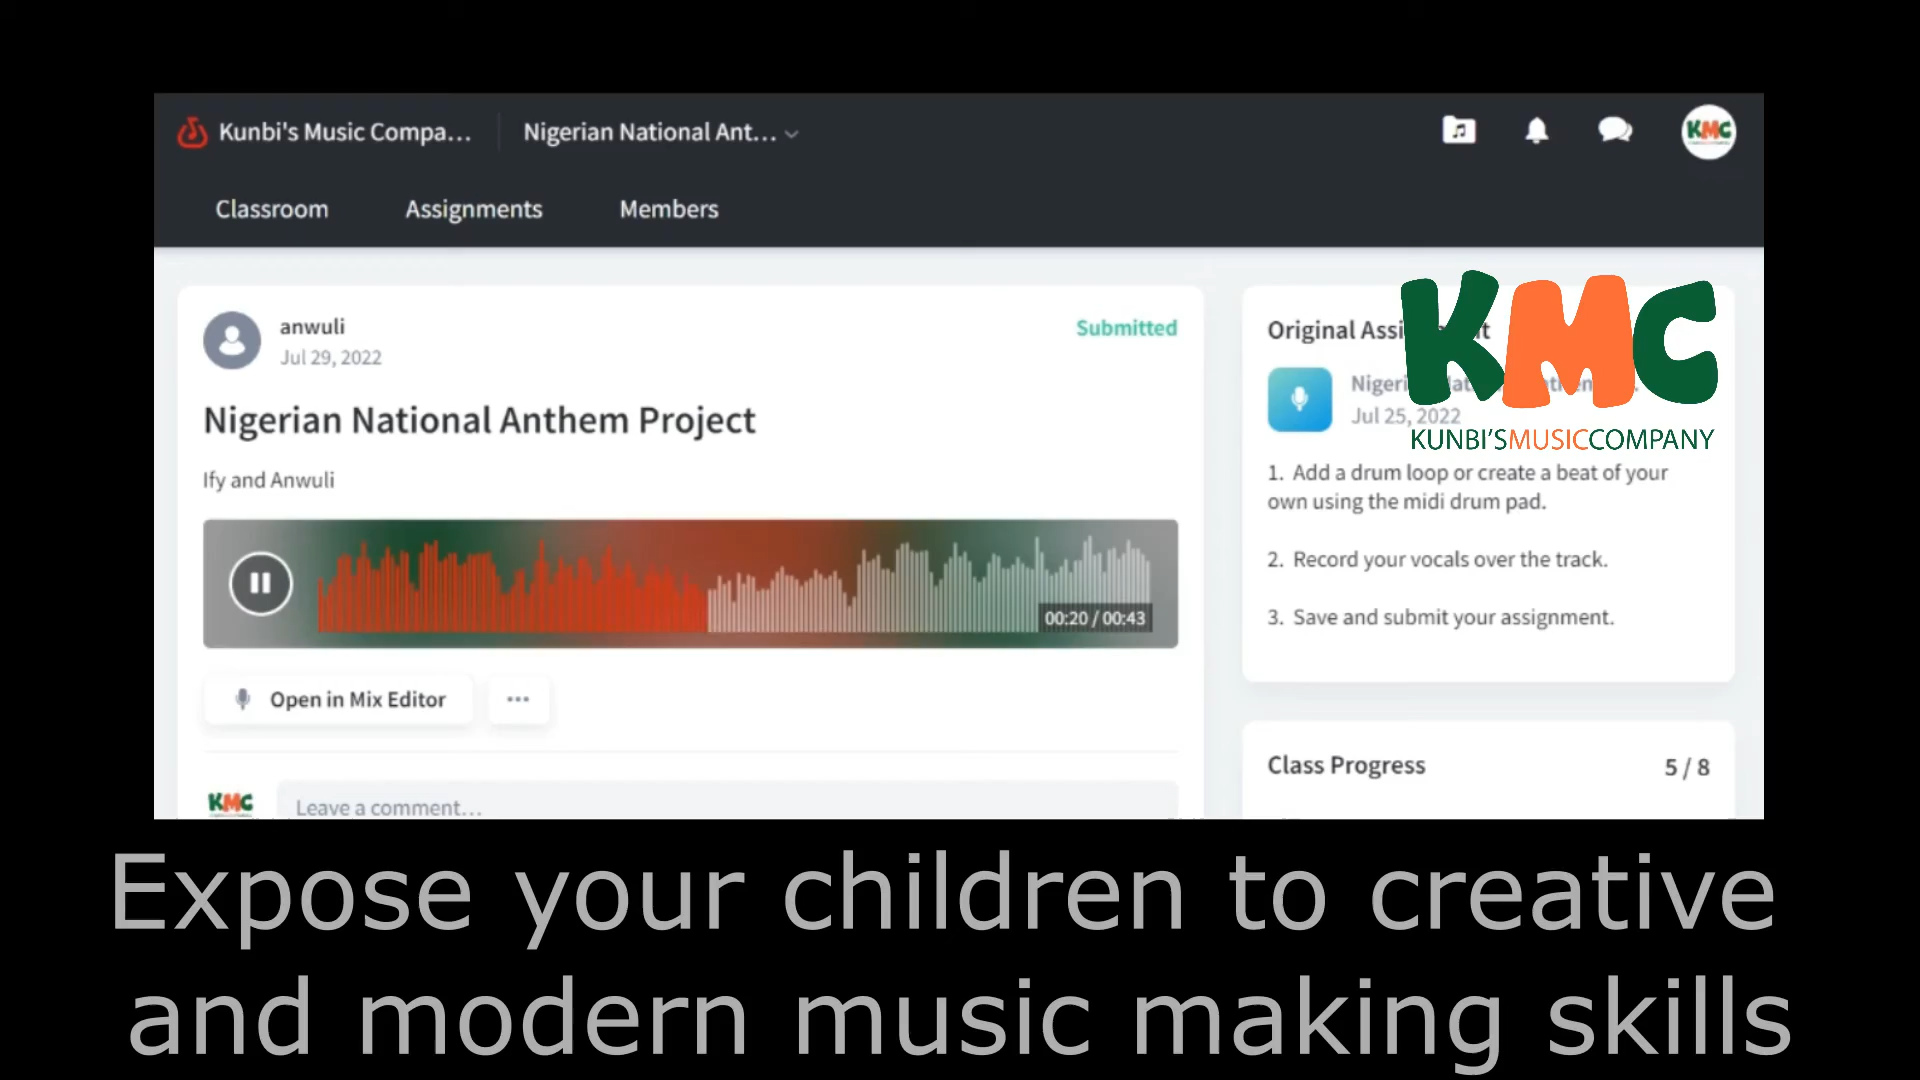 Kunbi's Music Compa...
Nigerian National Ant...
KMC
Classroom
Assignments
Members
anwuli
Jul 29, 2022
Submitted
Nigerian National Anthem Project
Ify and Anwuli
00:20 / 00:43
Open in Mix Editor
KMC
Leave a comment...
Original
Jul 25, 2022
KMC
KUNBI'SMUSICCOMPANY
1. Add a drum loop or create a beat of your
own using the midi drum pad.
2. Record your vocals over the track.
3. Save and submit your assignment.
Class Progress
5 / 8
Expose your children to creative
and modern music making skills